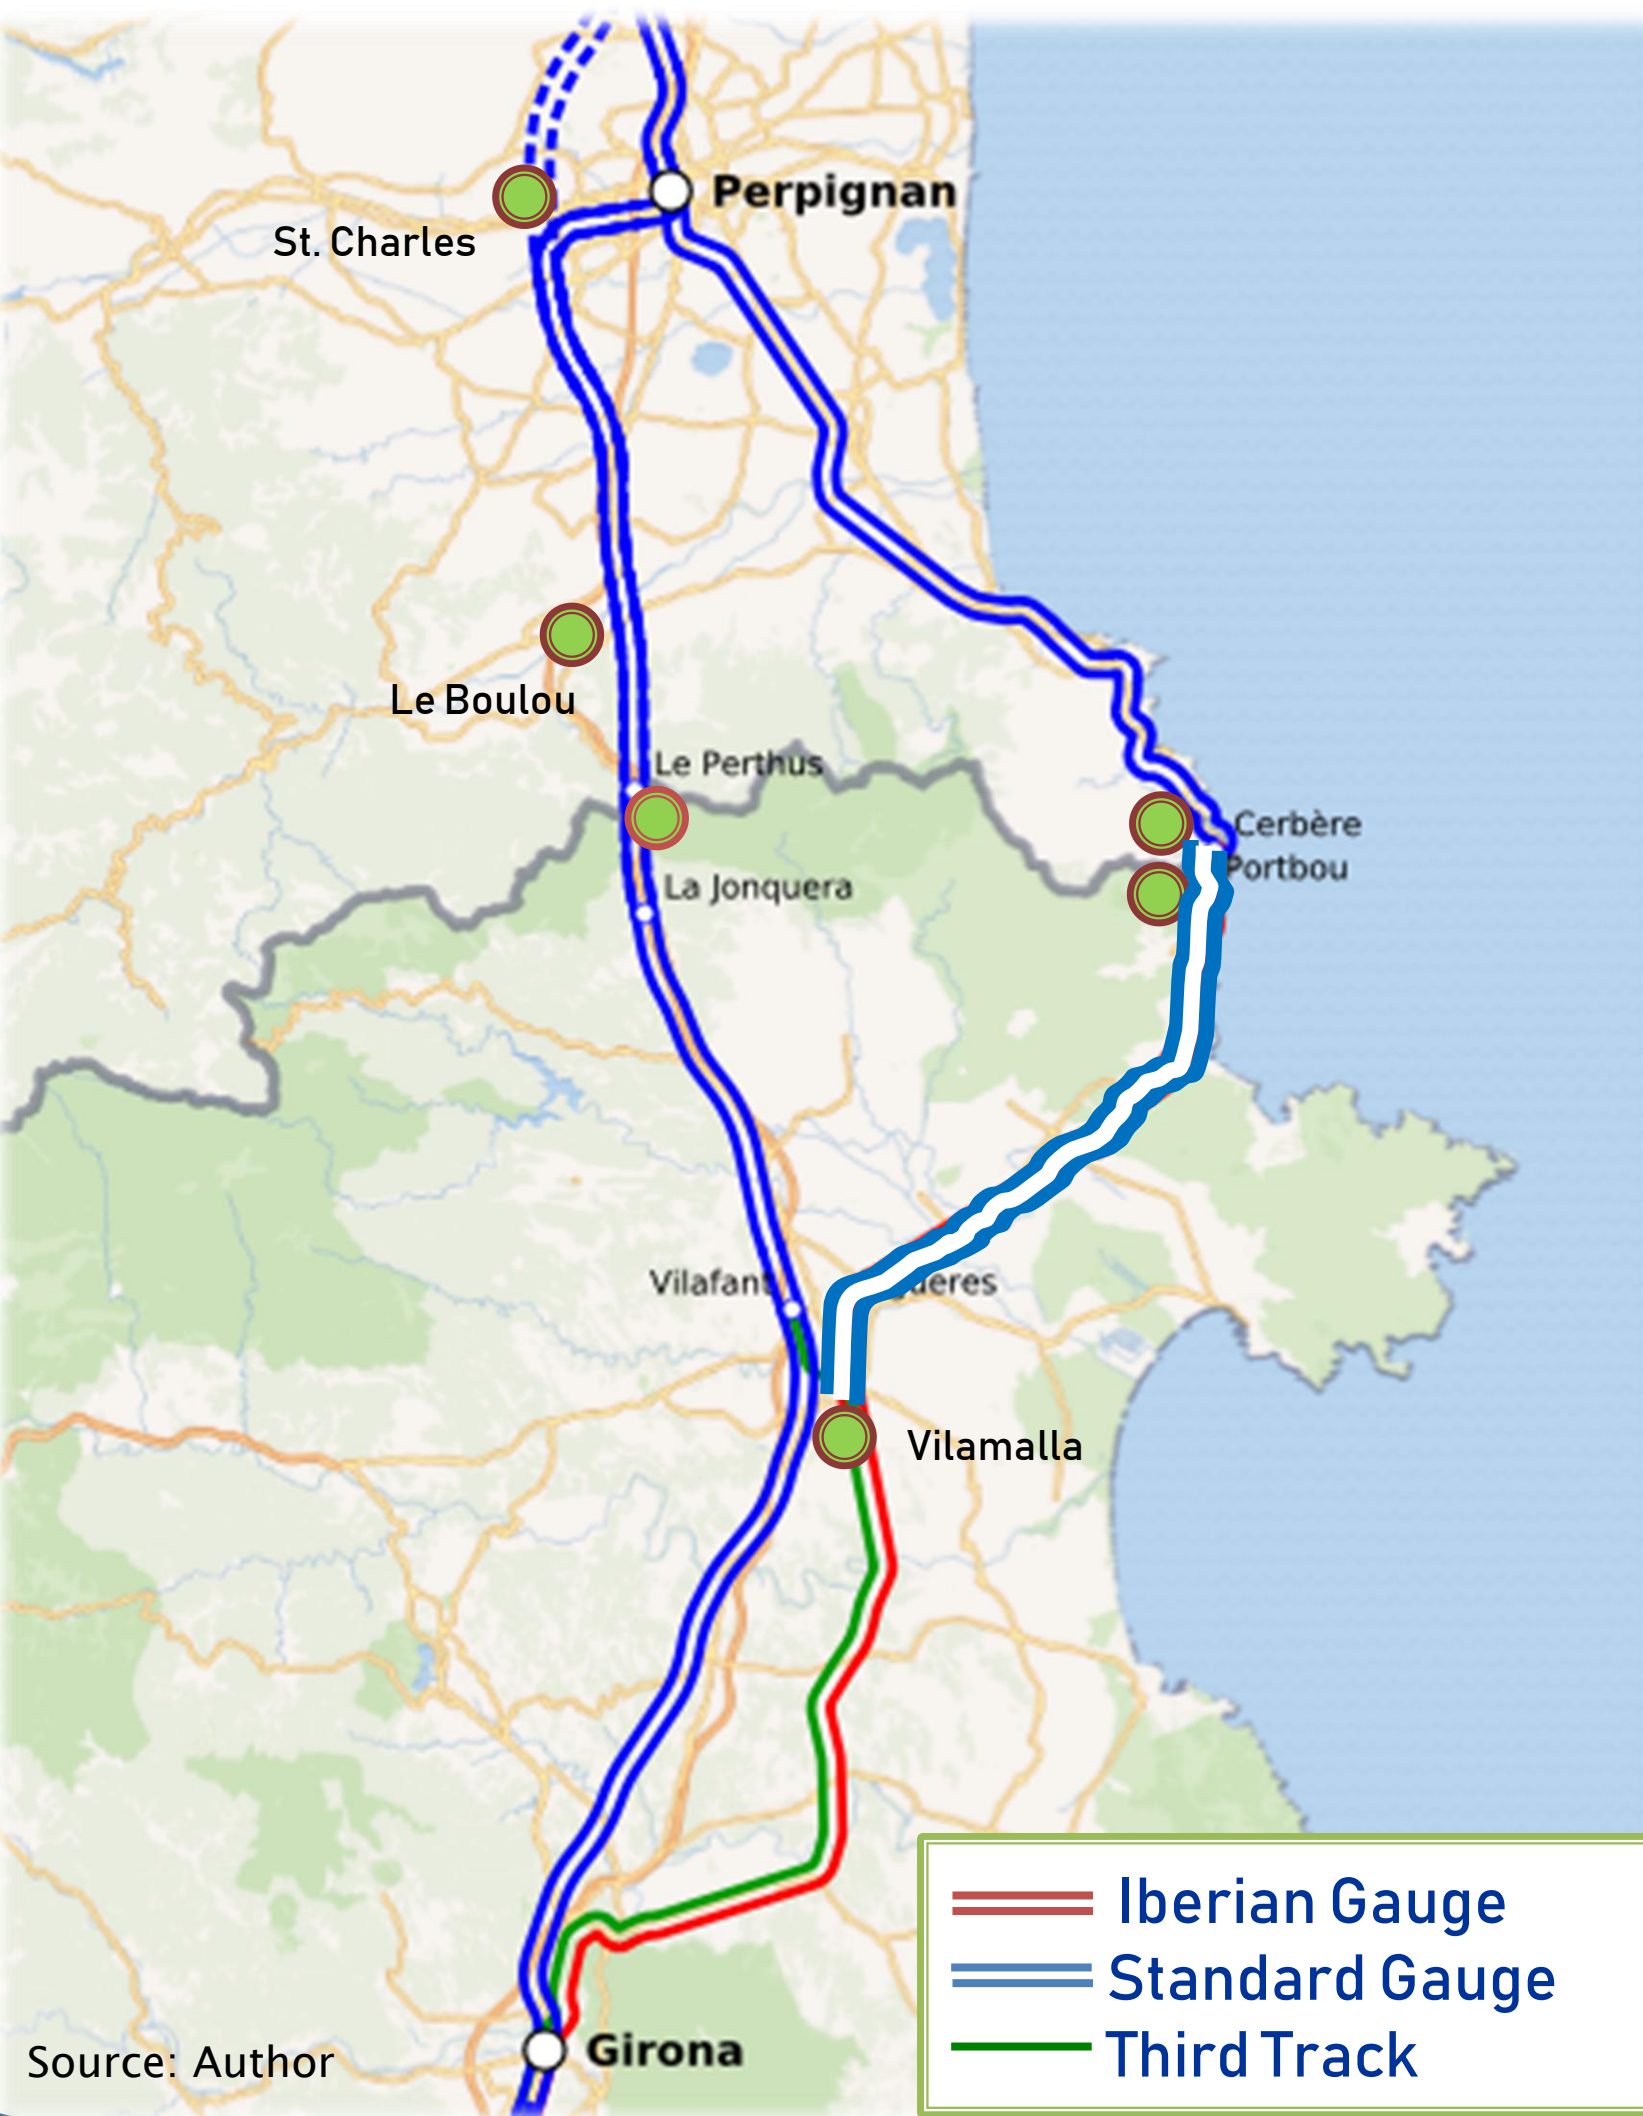 Perpignan
St. Charles
Le Boulou
Le Perthus
Cerbère
Portbou
La Jonquera
Vilafant
Vilamalla
Iberian Gauge
Standard Gauge
Third Track
Girona
Source: Author